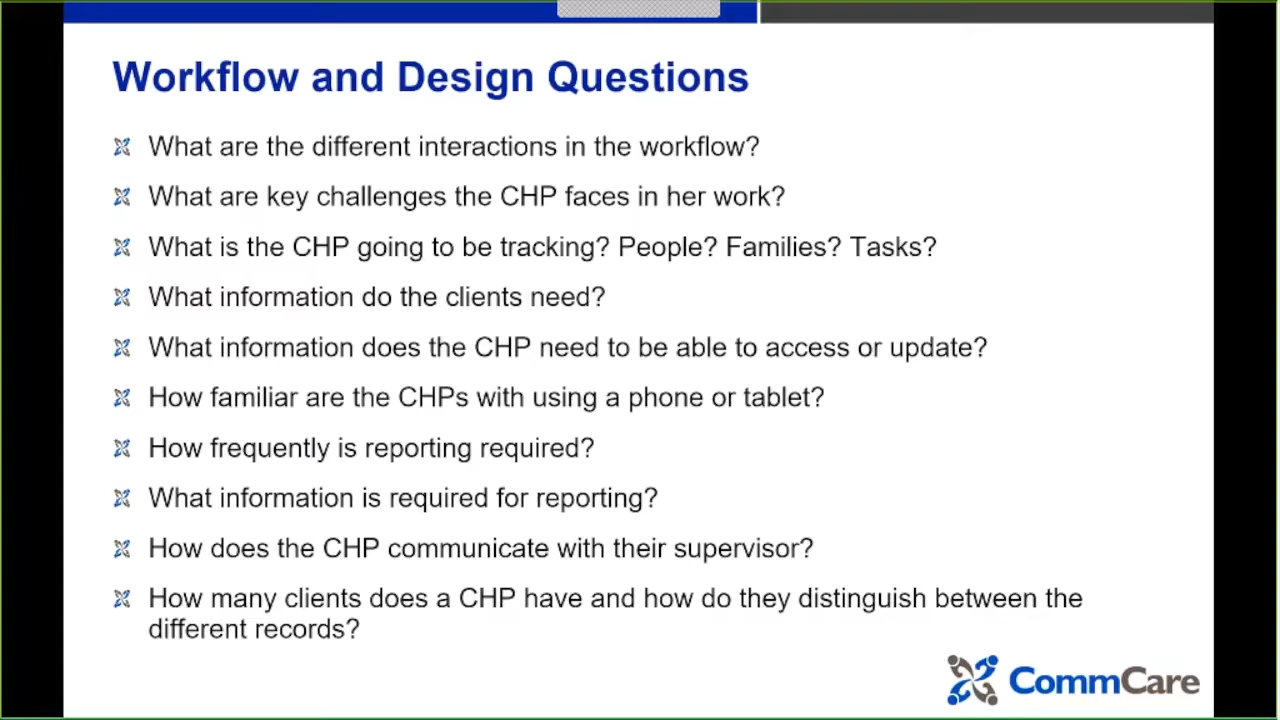 Workflow and Design Questions
What are the different interactions in the workflow?
What are key challenges the CHP faces in her work?
What is the CHP going to be tracking? People? Families? Tasks?
What information do the clients need?
What information does the CHP need to be able to access or update?
How familiar are the CHPs with using a phone or tablet?
How frequently is reporting required?
What information is required for reporting?
How does the CHP communicate with their supervisor?
How many clients does a CHP have and how do they distinguish between the
different records?
CommCare